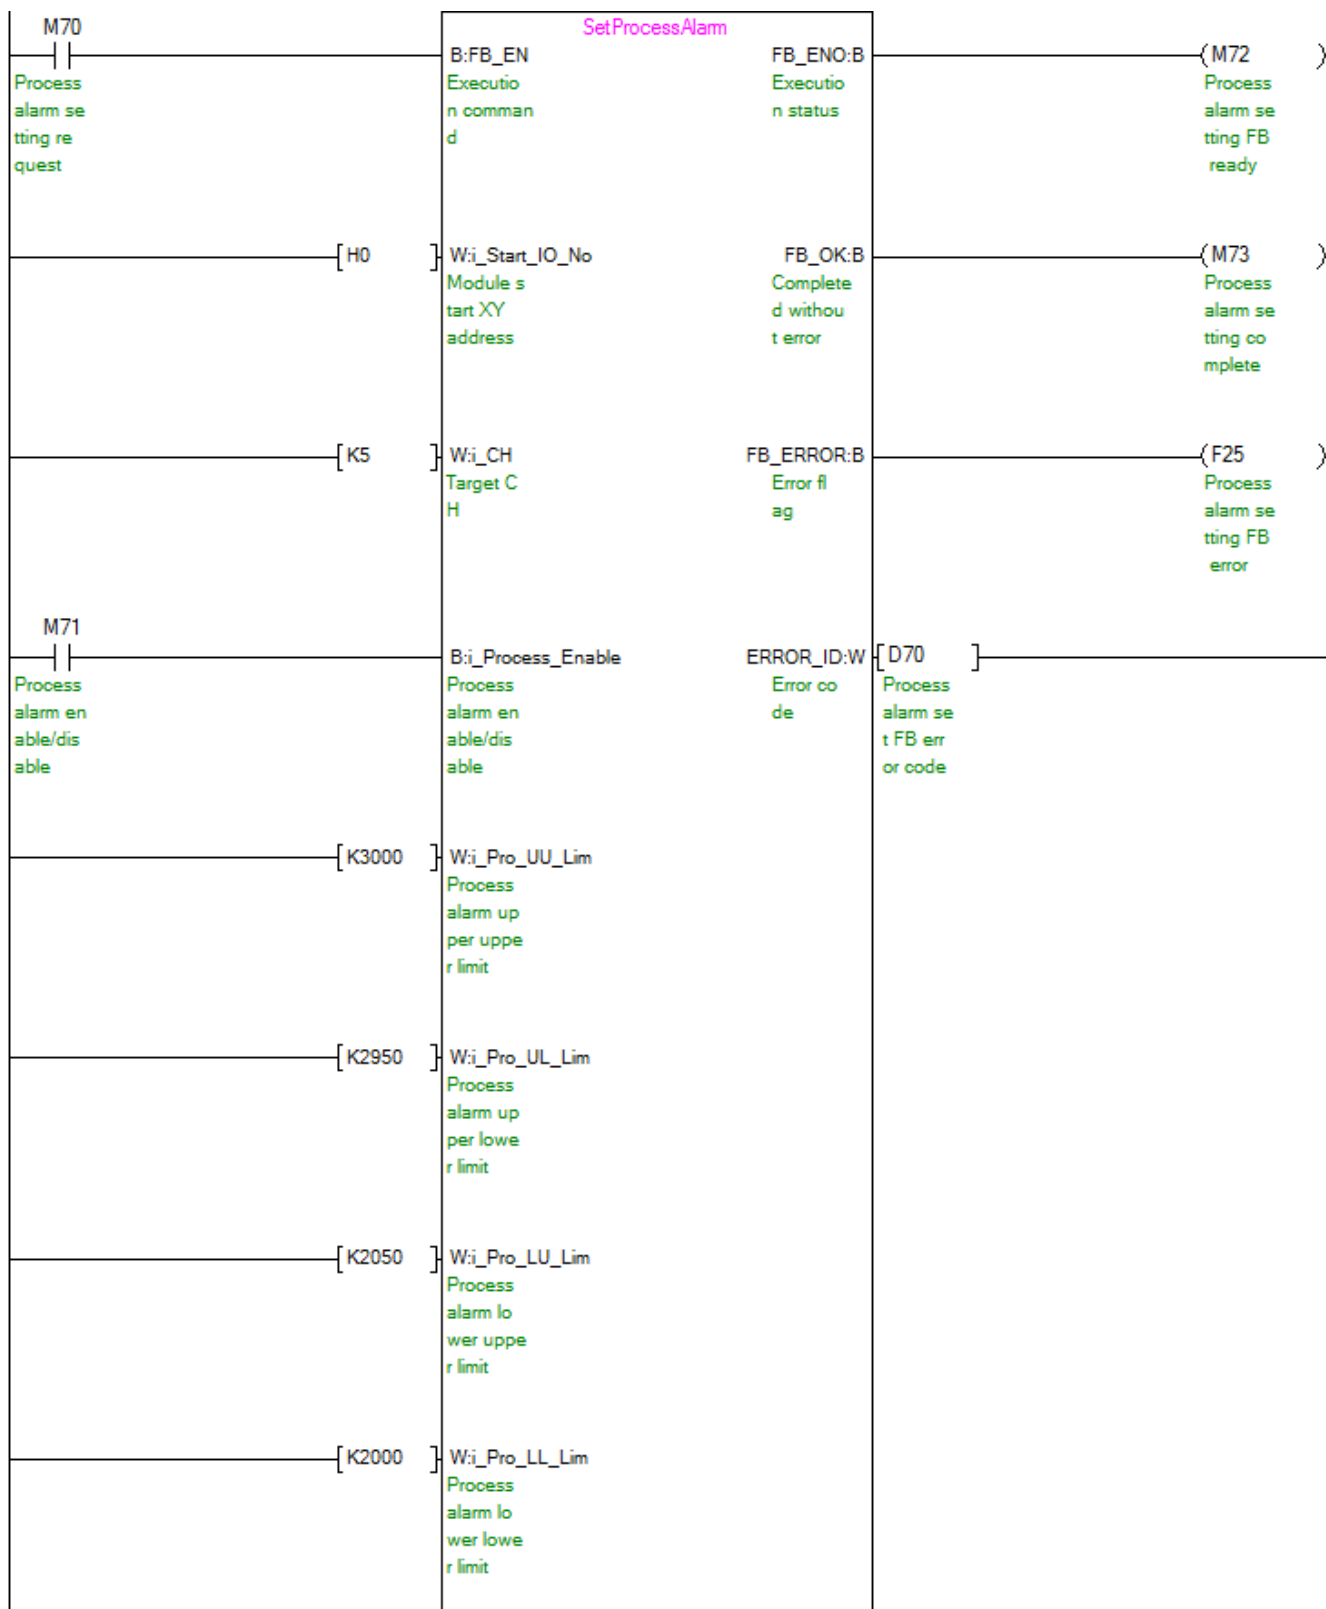 M70
SetProcessAlarm
B:FB_EN
FB_ENO:B
(M72 )
Process
alarm se
tting re
quest
Executio
n comman
d
Executio
n status
Process
alarm se
tting FB
ready
[H0 ]
W:i_Start_IO_No
FB_OK:B
(M73 )
Module s
tart XY
address
Complete
d withou
t error
Process
alarm se
tting co
mplete
[K5 ]
W:i_CH
FB_ERROR:B
(F25 )
Target C
H
Error fl
ag
Process
alarm se
tting FB
error
M71
B:i_Process_Enable
ERROR_ID:W
[D70 ]
Process
alarm en
able/dis
able
Process
alarm en
able/dis
able
Error co
de
Process
alarm se
t FB err
or code
[K3000 ]
W:i_Pro_UU_Lim
Process
alarm up
per uppe
r limit
[K2950 ]
W:i_Pro_UL_Lim
Process
alarm up
per lowe
r limit
[K2050 ]
W:i_Pro_LU_Lim
Process
alarm lo
wer uppe
r limit
[K2000 ]
W:i_Pro_LL_Lim
Process
alarm lo
wer lowe
r limit